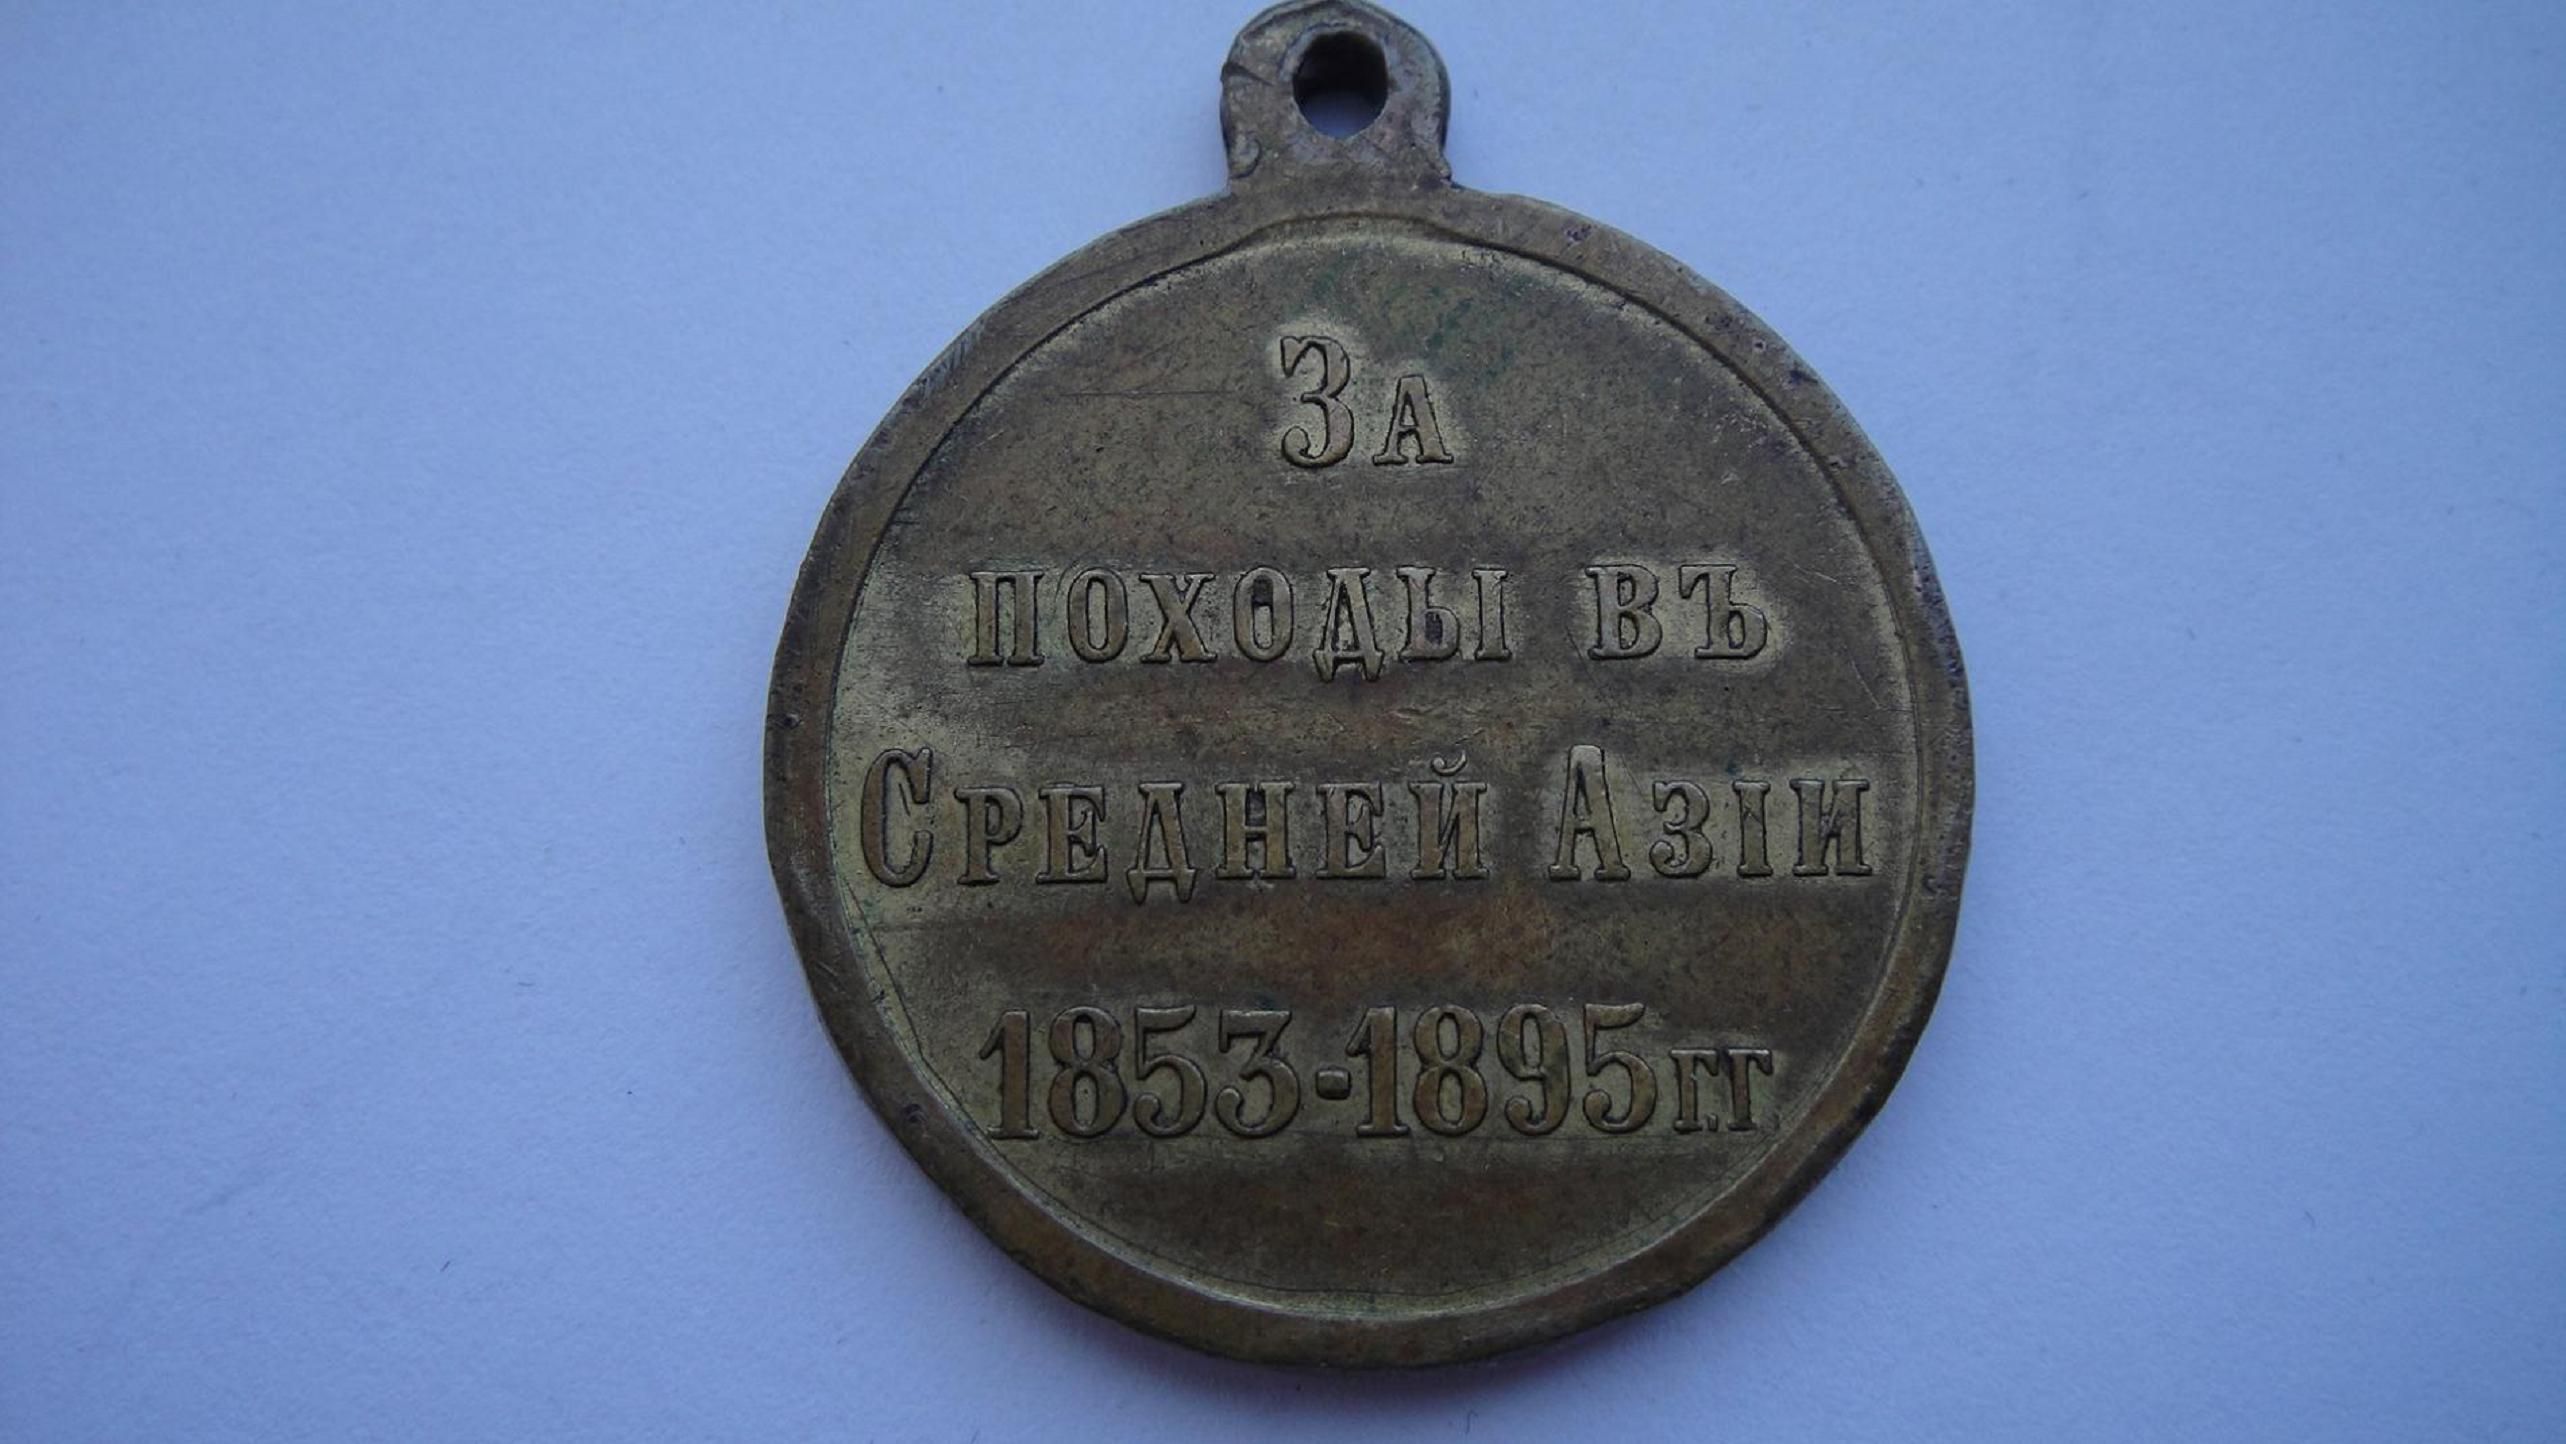 За
походы въ
Средней Азіи
1853-1895 г.г